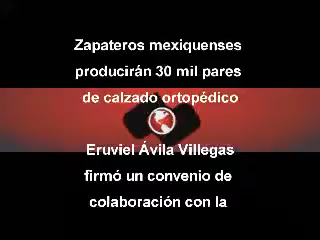 Zapateros mexiquenses
producirán 30 mil pares
de calzado ortopédico
Eruviel Ávila Villegas
firmó un convenio de
colaboración con la